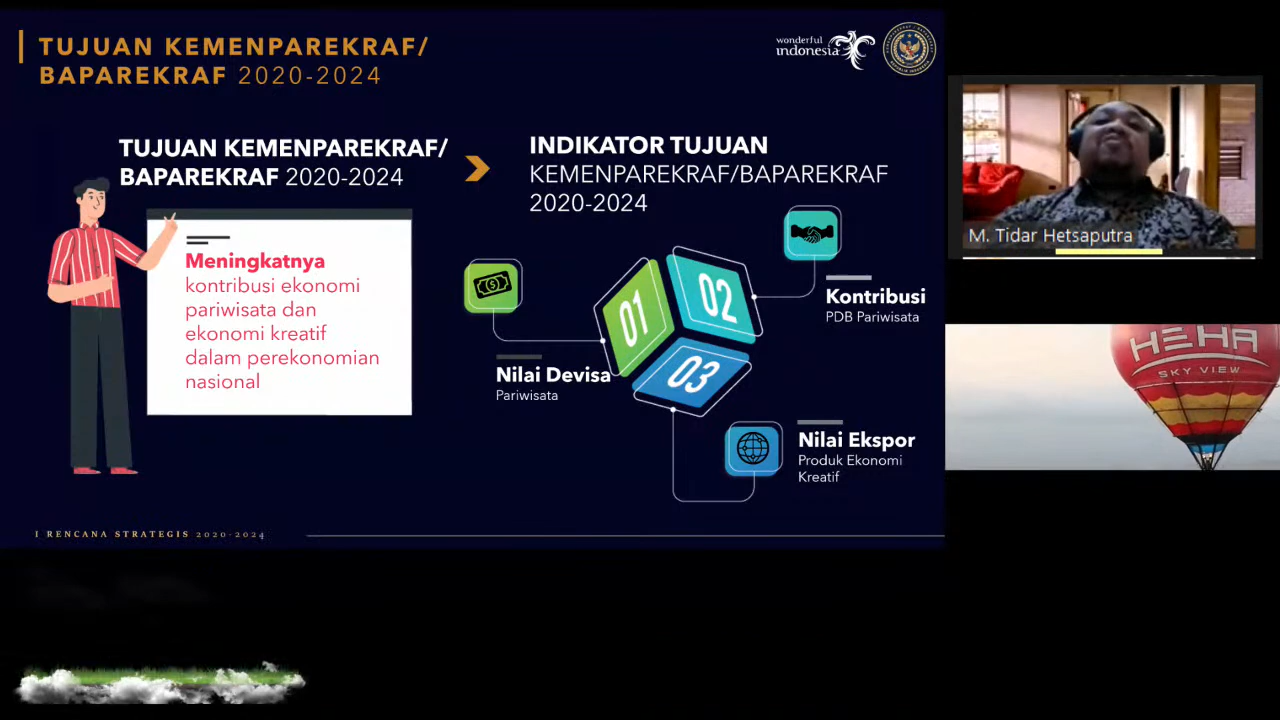 TUJUAN KEMENPAREKRAF/
BAPAREKRAF 2020-2024
wonderful
indonesia
TUJUAN KEMENPAREKRAF/
BAPAREKRAF 2020-2024
Meningkatnya
kontribusi ekonomi
pariwisata dan
ekonomi kreatif
dalam perekonomian
nasional
INDIKATOR TUJUAN
KEMENPAREKRAF/BAPAREKRAF
2020-2024
01
02
03
Nilai Devisa
Pariwisata
Kontribusi
PDB Pariwisata
Nilai Ekspor
Produk Ekonomi
Kreatif
I RENCANA STRATEGIS 2020-2024
M. Tidar Hetsaputra
HEHA
SKY VIEW